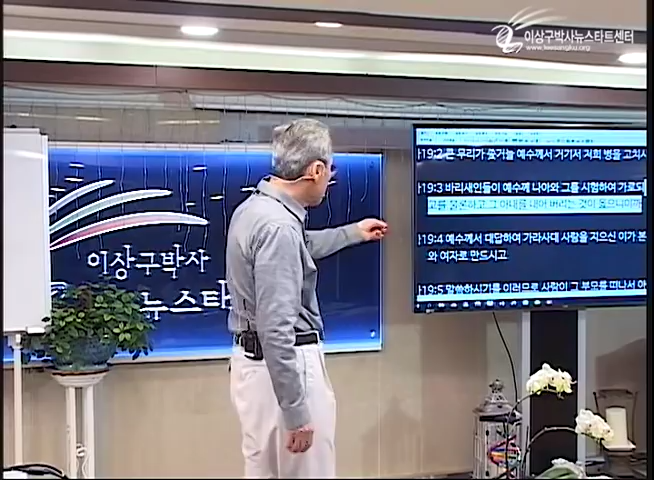 이상구박사뉴스타트센터
www.leesangku.org
이상구박사
뉴스타
19:2 큰 무리가 좇거늘 예수께서 거기서 저희 병을 고치시
19:3 바리새인들이 예수께 나아와 그를 시험하여 가로되
고를 물론하고 그 아내를 내어 버리는 것이 옳으니이까
19:4 예수께서 대답하여 가라사대 사람을 지으신 이가 본
와 여자로 만드시고
19:5 말씀하시기를 이러므로 사람이 그 부모를 떠나서 아